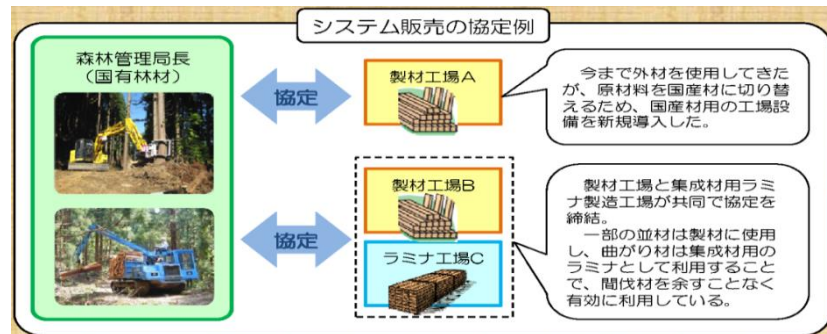 システム販売の協定例
森林管理局長
（国有林材）
協定
製材工場A
今まで外材を使用してきた
が、原材料を国産材に切り替
えるため、国産材用の工場設
備を新規導入した。
協定
製材工場B
ラミナ工場C
製材工場と集成材用ラミ
ナ製造工場が共同で協定を
締結。
一部の並材は製材に使用
し、曲がり材は集成材用の
ラミナとして利用すること
で、間伐材を余すことなく
有効に利用している。